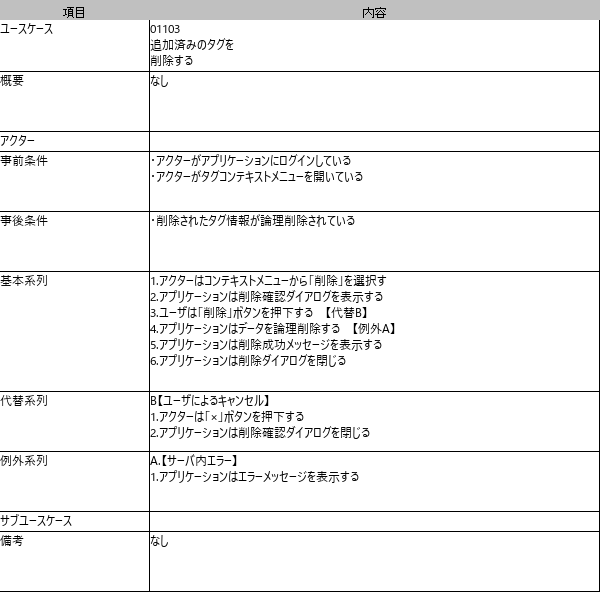 項目 内容
ユースケース 01103
追加済みのタグを
削除する
概要 なし
アクター
事前条件 ・アクターがアプリケーションにログインしている
・アクターがタグコンテキストメニューを開いている
事後条件 ・削除されたタグ情報が論理削除されている
基本系列 1.アクターはコンテキストメニューから「削除」を選択す
2.アプリケーションは削除確認ダイアログを表示する
3.ユーザは「削除」ボタンを押下する 【代替B】
4.アプリケーションはデータを論理削除する 【例外A】
5.アプリケーションは削除成功メッセージを表示する
6.アプリケーションは削除ダイアログを閉じる
代替系列 B【ユーザによるキャンセル】
1.アクターは「×」ボタンを押下する
2.アプリケーションは削除確認ダイアログを閉じる
例外系列 A.【サーバ内エラー】
1.アプリケーションはエラーメッセージを表示する
サブユースケース
備考 なし